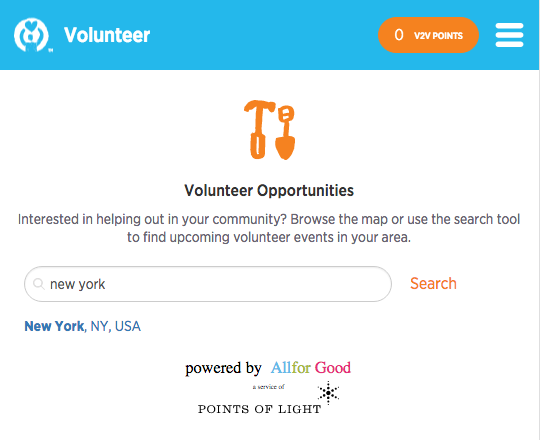 Volunteer
0 V2V POINTS
Volunteer Opportunities
Interested in helping out in your community? Browse the map or use the search tool
to find upcoming volunteer events in your area.
new york
Search
New York, NY, USA
powered by Allfor Good
a service of
POINTS OF LIGHT